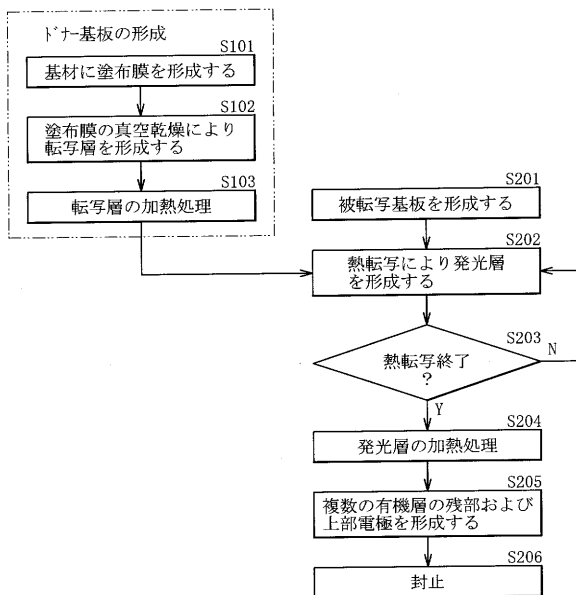 ドナー基板の形成
S101
基材に塗布膜を形成する
S102
塗布膜の真空乾燥により
転写層を形成する
S103
転写層の加熱処理
S201
被転写基板を形成する
S202
熱転写により発光層
を形成する
S203
熱転写終了
?
N
Y
S204
発光層の加熱処理
S205
複数の有機層の残部および
上部電極を形成する
S206
封止